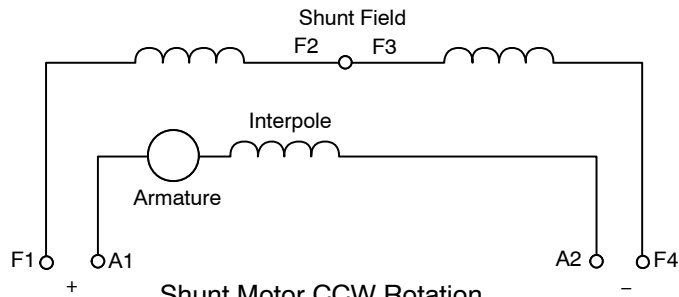 Shunt Field
F2 F3
Interpole
Armature
F1 A1 A2 F4
+ –
Shunt Motor CCW Rotation